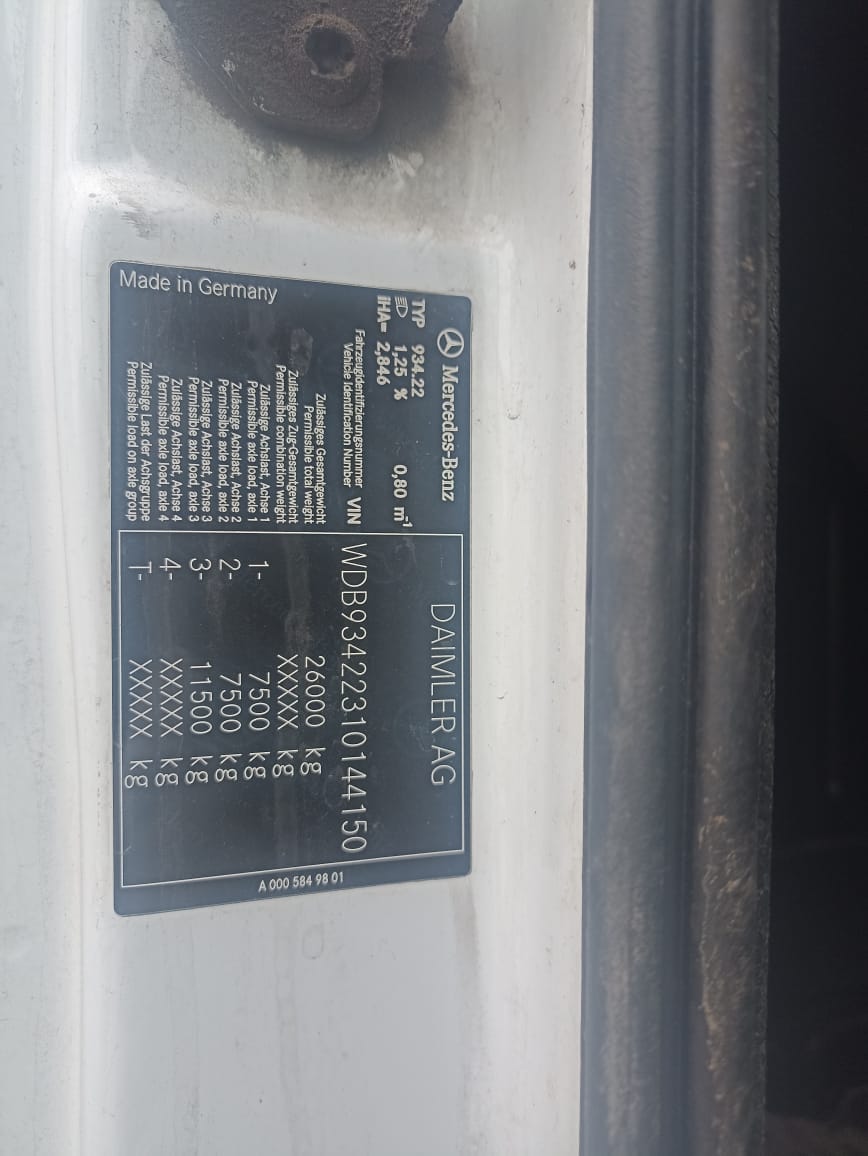 Mercedes-Benz
DAIMLER AG
TYP 934.22
1,25 % 0,80 m⁻¹
iHA= 2,846
Fahrzeugidentifizierungsnummer
Vehicle Identification Number VIN WDB93422310144150
Zulässiges Gesamtgewicht
Permissible total weight 26000 kg
Zulässiges Zug-Gesamtgewicht
Permissible combination weight XXXXX kg
Zulässige Achslast, Achse 1
Permissible axle load, axle 1 1- 7500 kg
Zulässige Achslast, Achse 2
Permissible axle load, axle 2 2- 7500 kg
Zulässige Achslast, Achse 3
Permissible axle load, axle 3 3- 11500 kg
Zulässige Achslast, Achse 4
Permissible axle load, axle 4 4- XXXXX kg
Zulässige Last der Achsgruppe
Permissible load on axle group T- XXXXX kg
Made in Germany
A 000 584 98 01